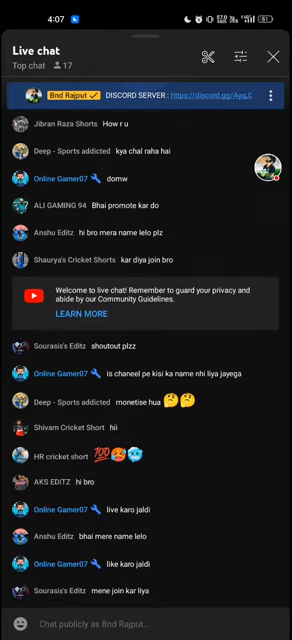 4:07
57.0
51
Live chat
Top chat 17
Bnd Rajput DISCORD SERVER : https://discord.gg/AyqJ
Jibran Raza Shorts How r u
Deep - Sports addicted kya chal raha hai
Online Gamer07 domw
ALI GAMING 94 Bhai promote kar do
Anshu Editz hi bro mera name lelo plz
Shaurya's Cricket Shorts kar diya join bro
Welcome to live chat! Remember to guard your privacy and
abide by our Community Guidelines.
LEARN MORE
Sourasis's Editz shoutout plzz
Online Gamer07 is chaneel pe kisi ka name nhi liya jayega
Deep - Sports addicted monetise hua 🤔🤔
Shivam Cricket Short hii
HR cricket short 💯🥵🥶
AKS EDITZ hi bro
Online Gamer07 live karo jaldi
Anshu Editz bhai mere name lelo
Online Gamer07 like karo jaldi
Sourasis's Editz mene join kar liya
Chat publicly as Bnd Rajput...